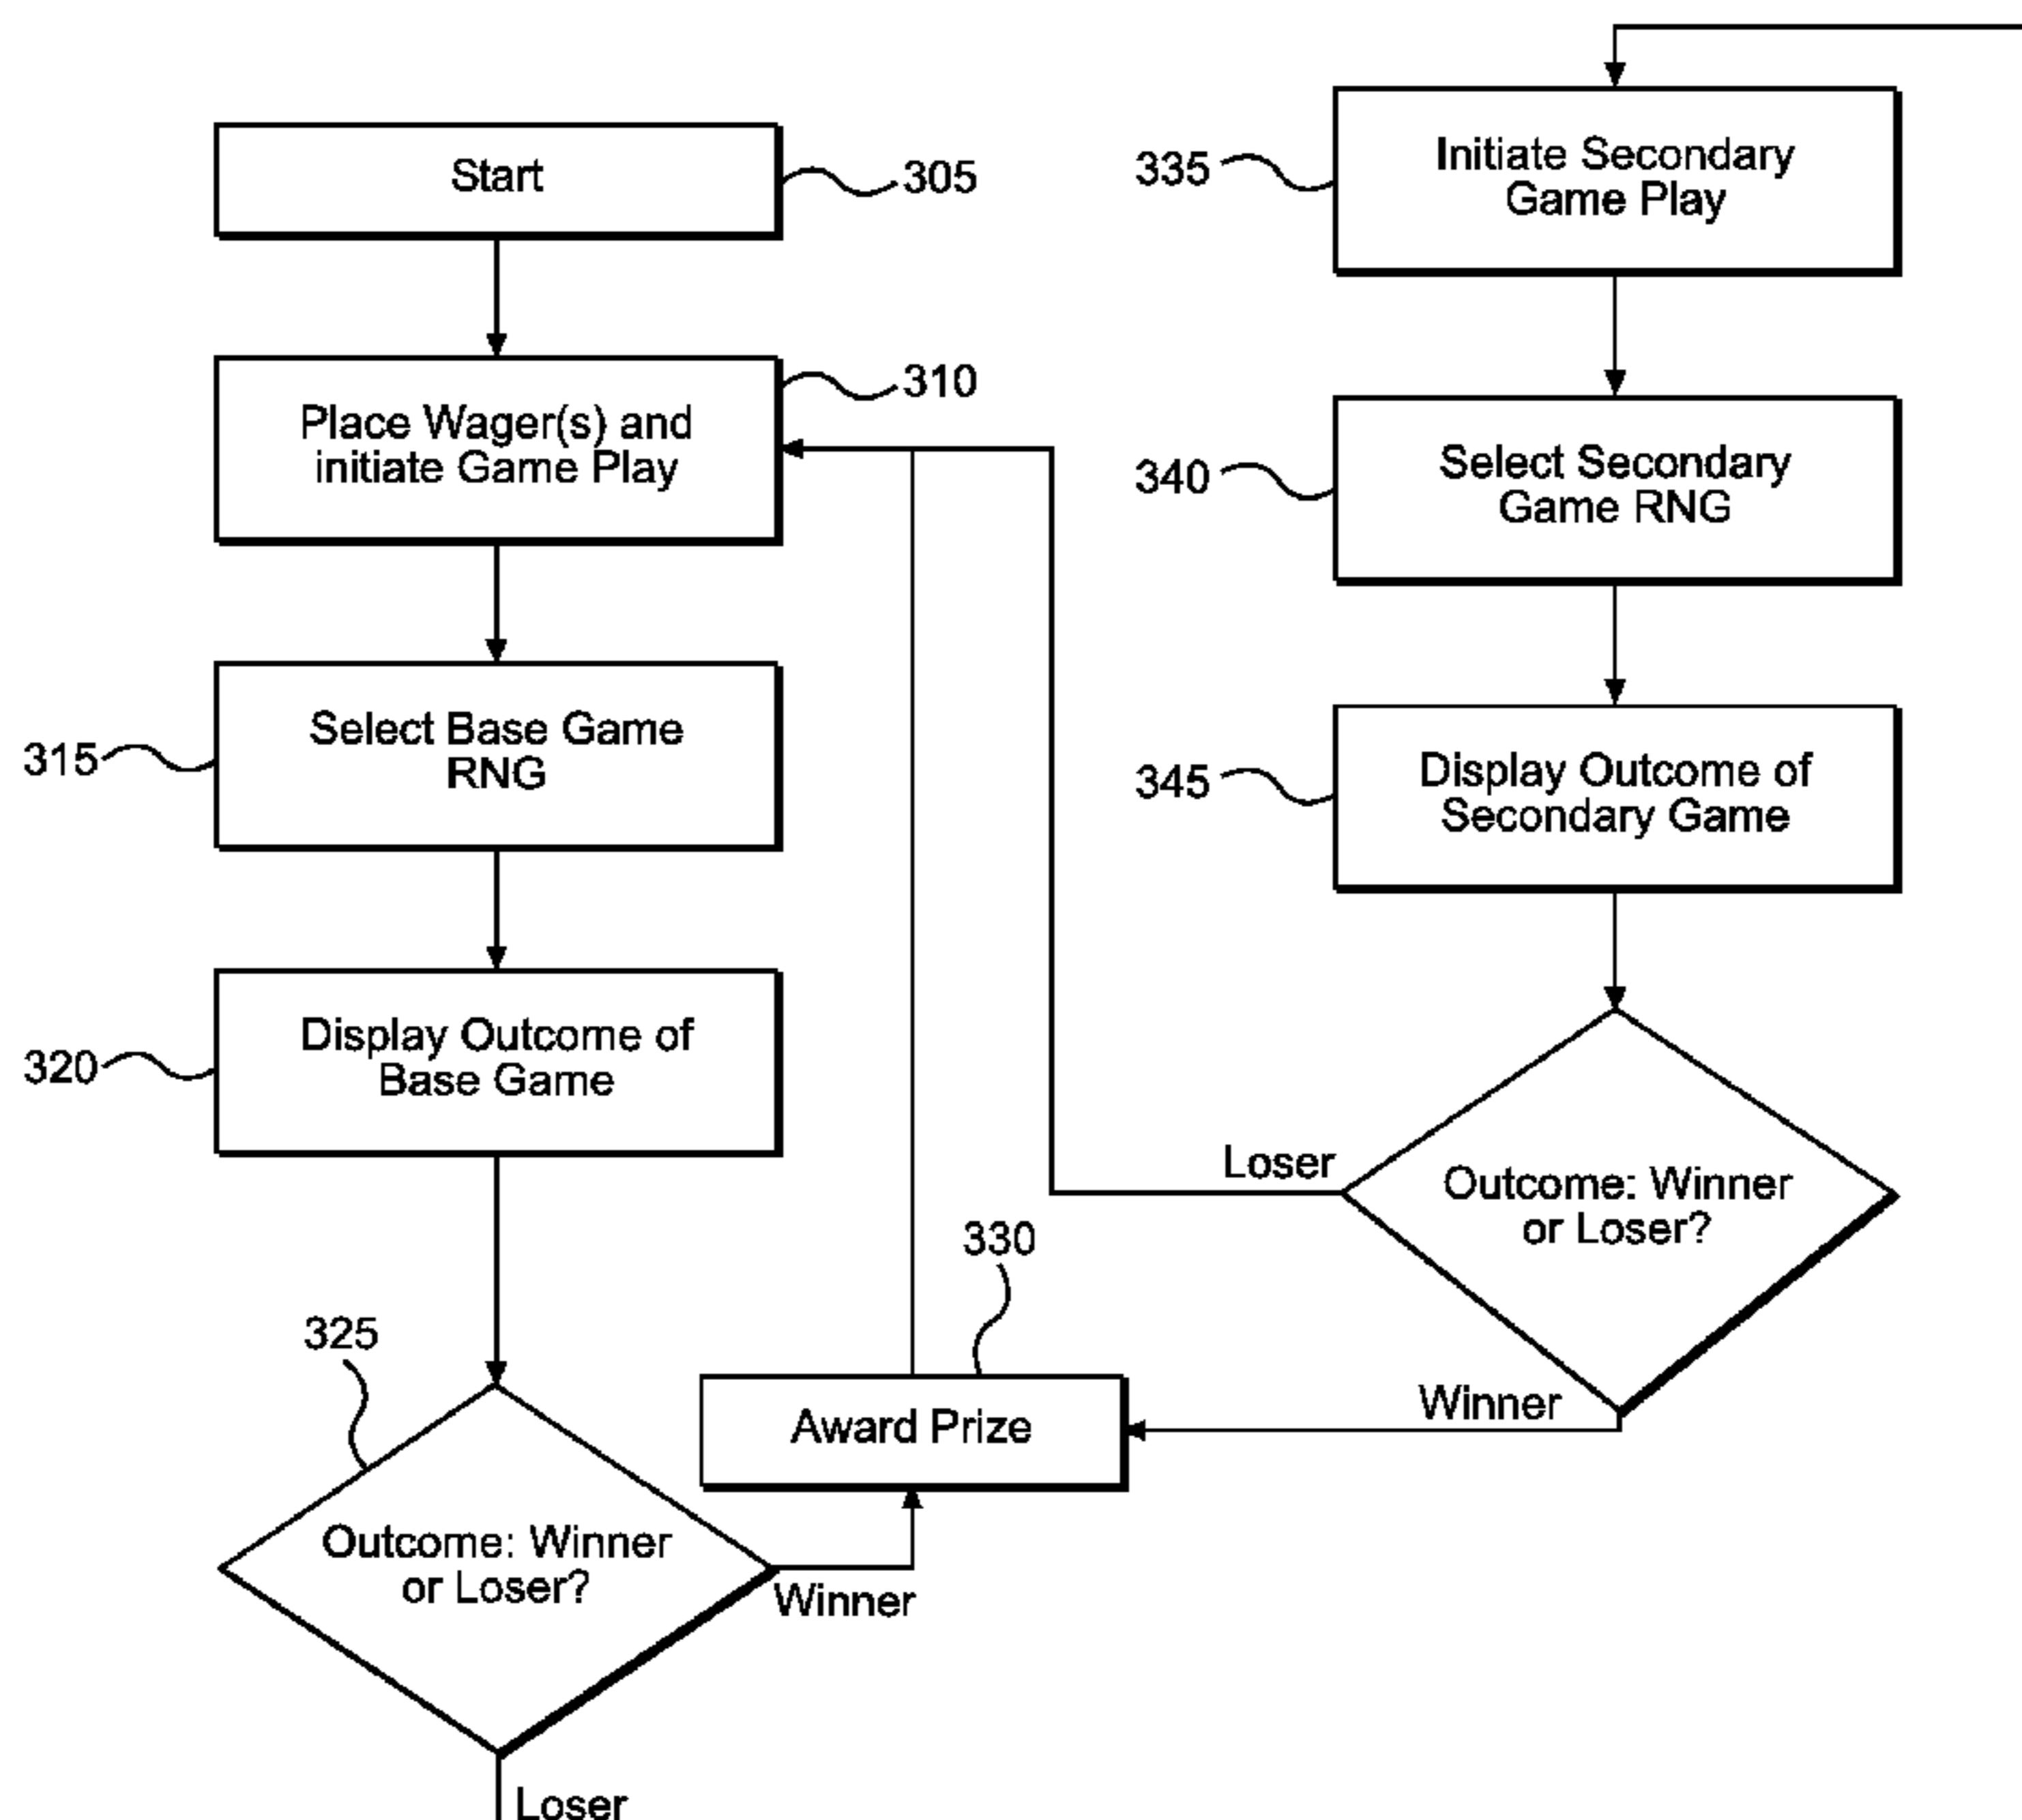 Start
305
Place Wager(s) and
initiate Game Play
310
315
Select Base Game
RNG
320
Display Outcome of
Base Game
325
Outcome: Winner
or Loser?
Winner
Loser
330
Award Prize
335
Initiate Secondary
Game Play
340
Select Secondary
Game RNG
345
Display Outcome of
Secondary Game
Loser
Outcome: Winner
or Loser?
Winner